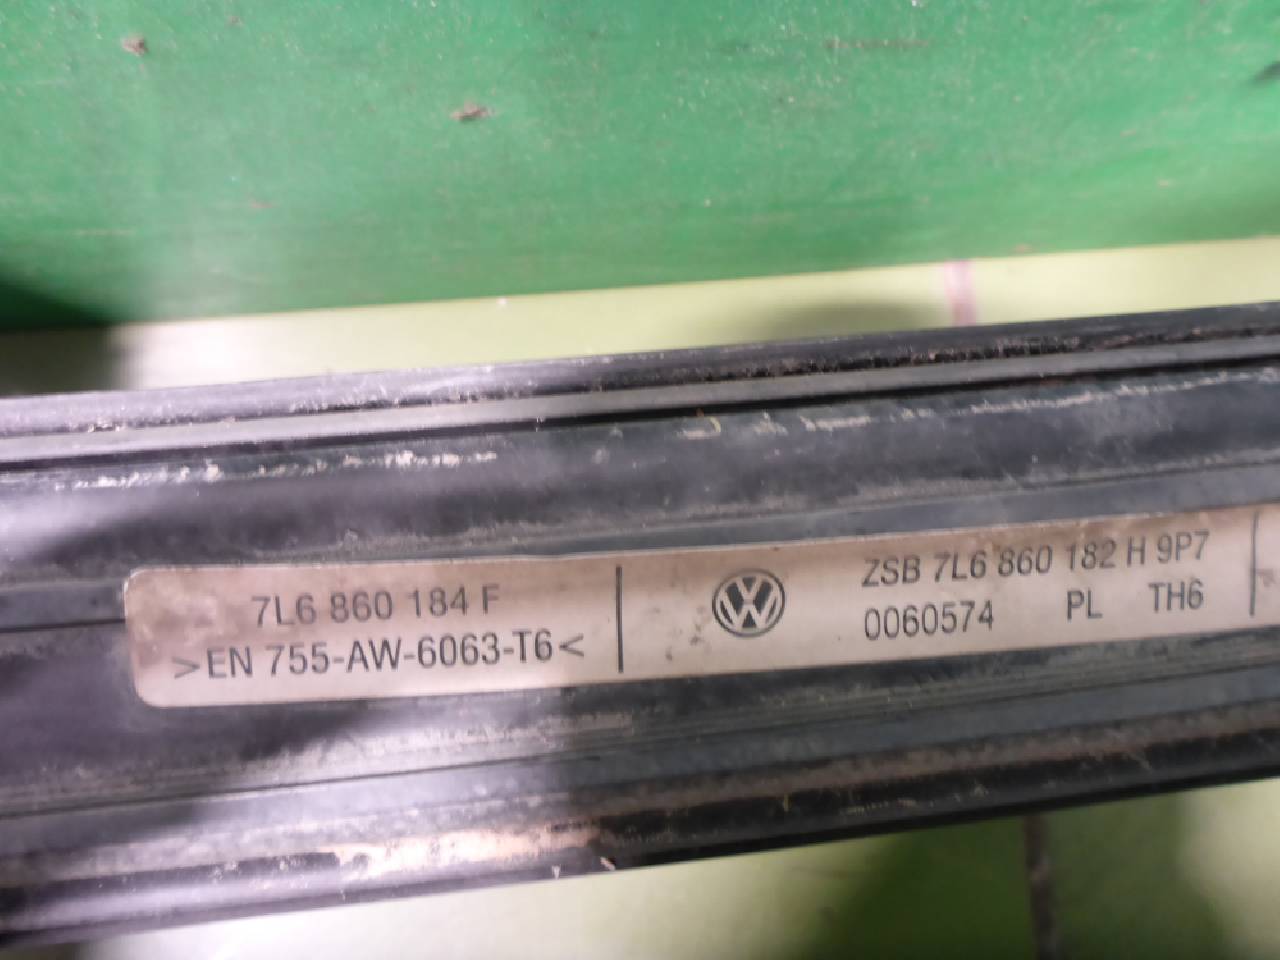 7L6 860 184 F
>EN 755-AW-6063-T6<
ZSB 7L6 860 182 H 9P7
0060574 PL TH6